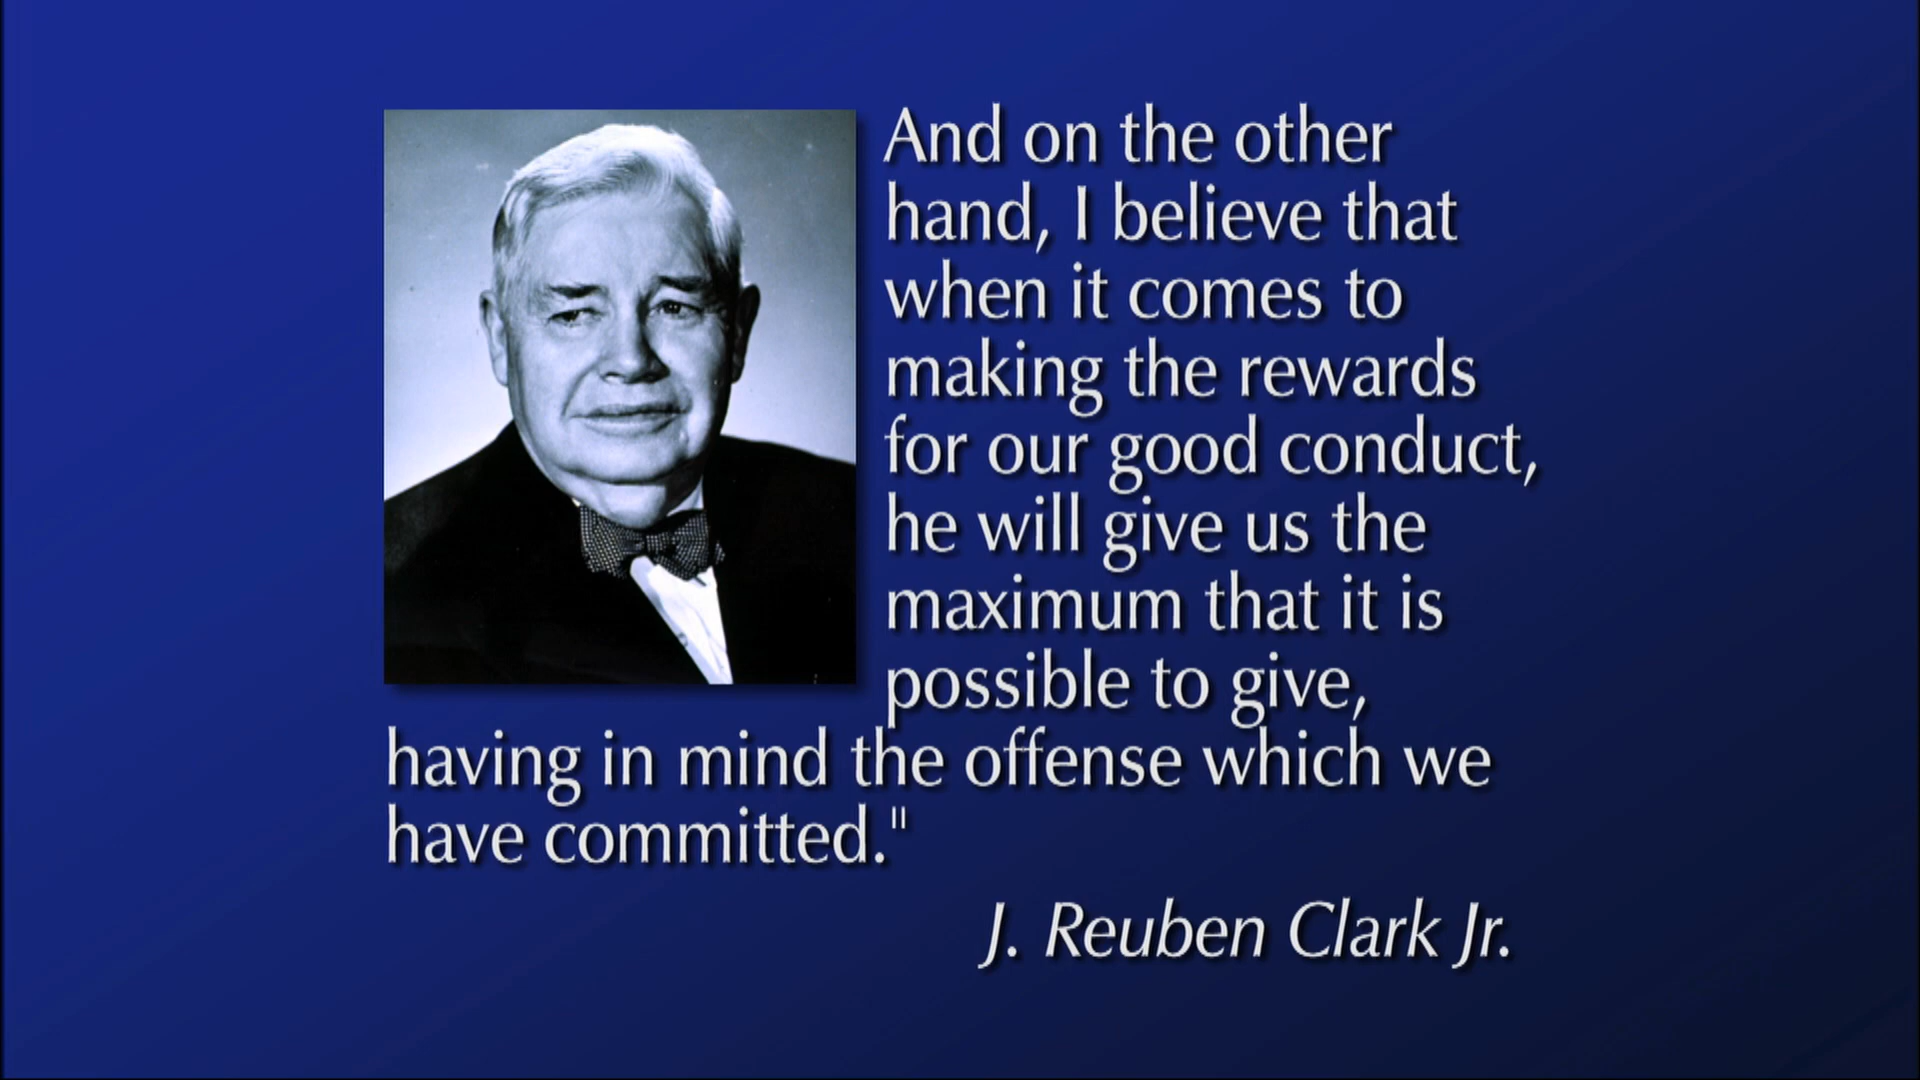 And on the other
hand, I believe that
when it comes to
making the rewards
for our good conduct,
he will give us the
maximum that it is
possible to give,
having in mind the offense which we
have committed."
J. Reuben Clark Jr.